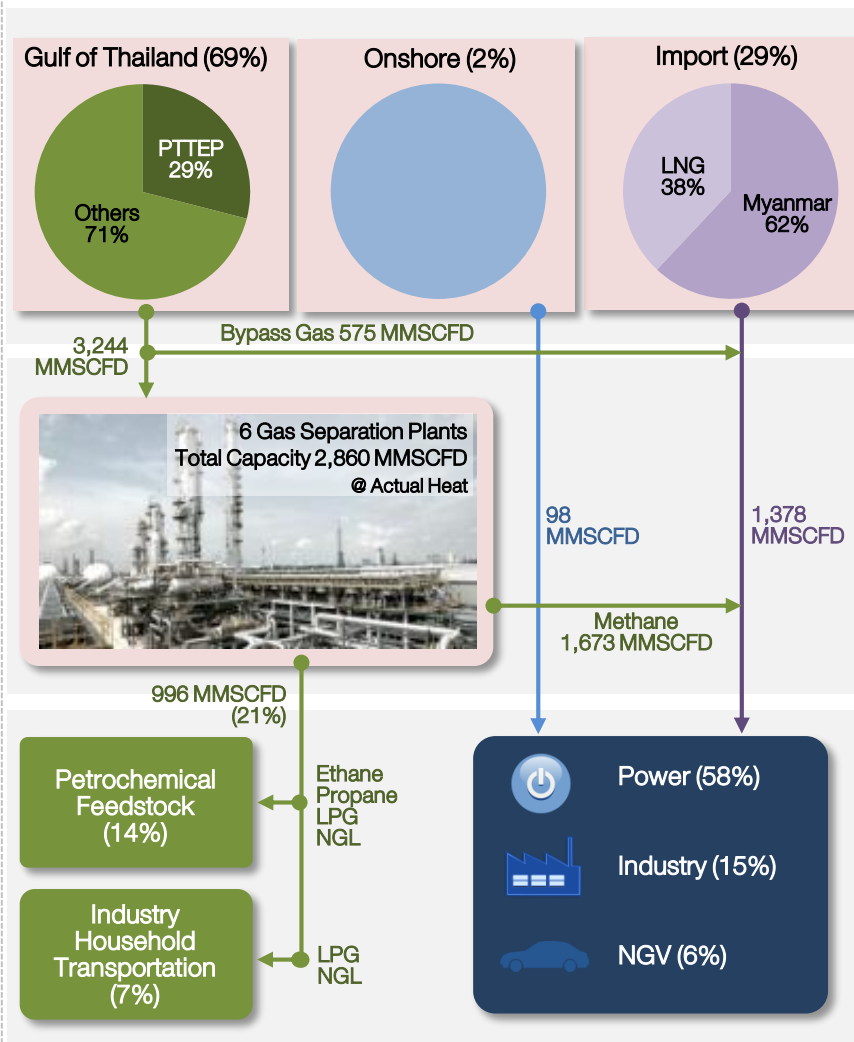 Gulf of Thailand (69%)
Onshore (2%)
Import (29%)
PTTEP
29%
Others
71%
LNG
38%
Myanmar
62%
3,244
MMSCFD
Bypass Gas 575 MMSCFD
6 Gas Separation Plants
Total Capacity 2,860 MMSCFD
@ Actual Heat
98
MMSCFD
1,378
MMSCFD
Methane
1,673 MMSCFD
996 MMSCFD
(21%)
Petrochemical
Feedstock
(14%)
Ethane
Propane
LPG
NGL
Industry
Household
Transportation
(7%)
LPG
NGL
Power (58%)
Industry (15%)
NGV (6%)